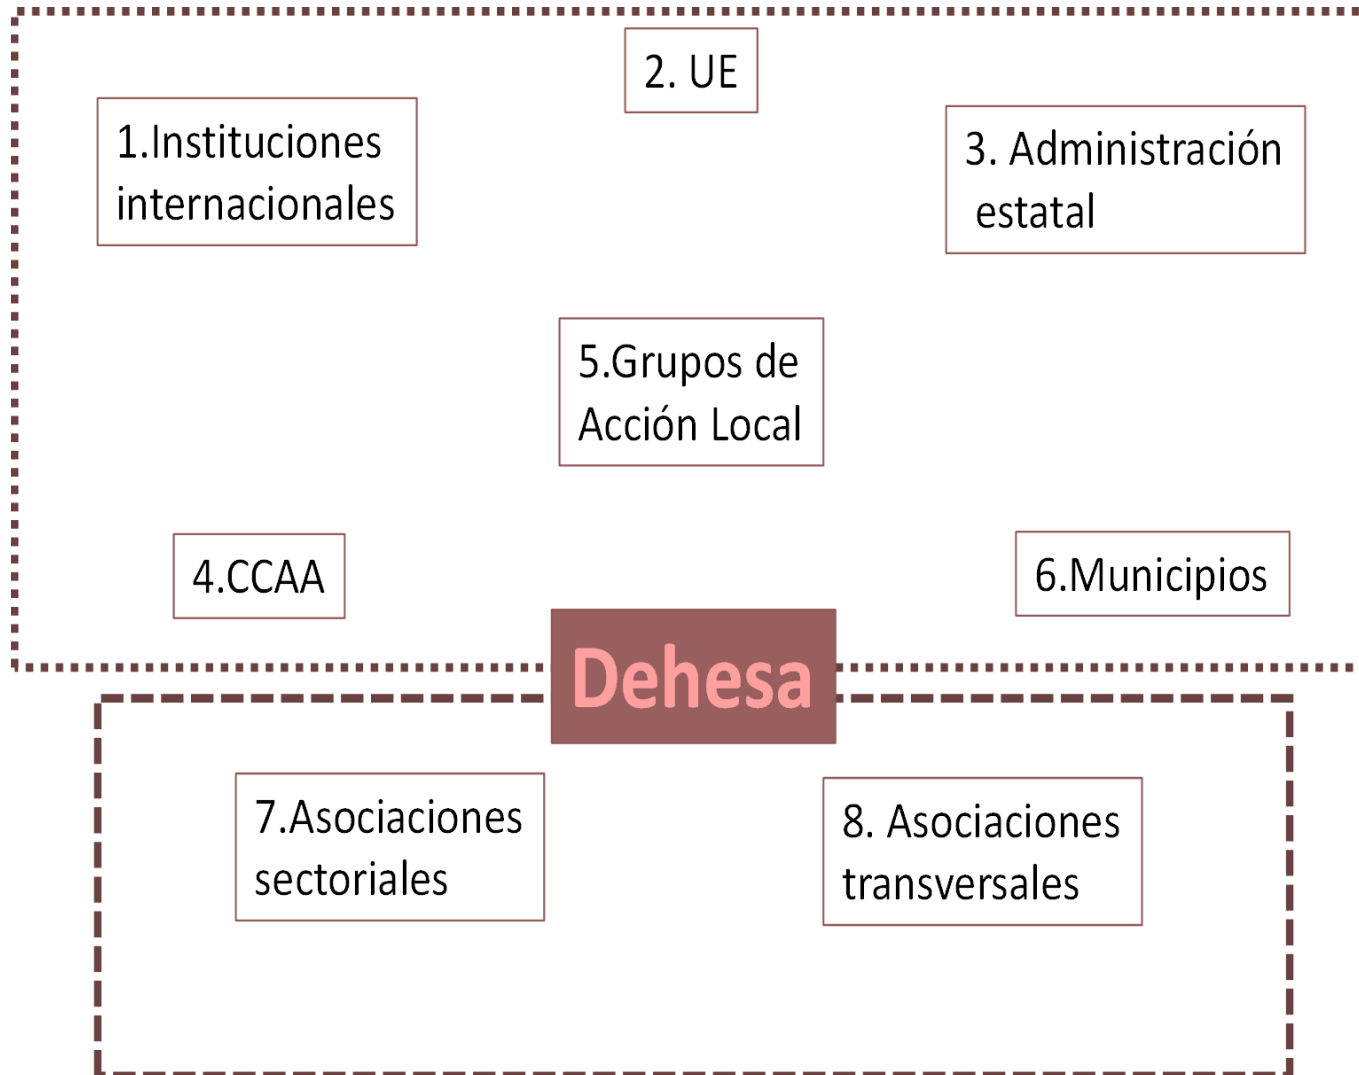 2. UE
1.Instituciones
internacionales
3. Administración
estatal
5.Grupos de
Acción Local
4.CCAA
6.Municipios
Dehesa
7.Asociaciones
sectoriales
8. Asociaciones
transversales